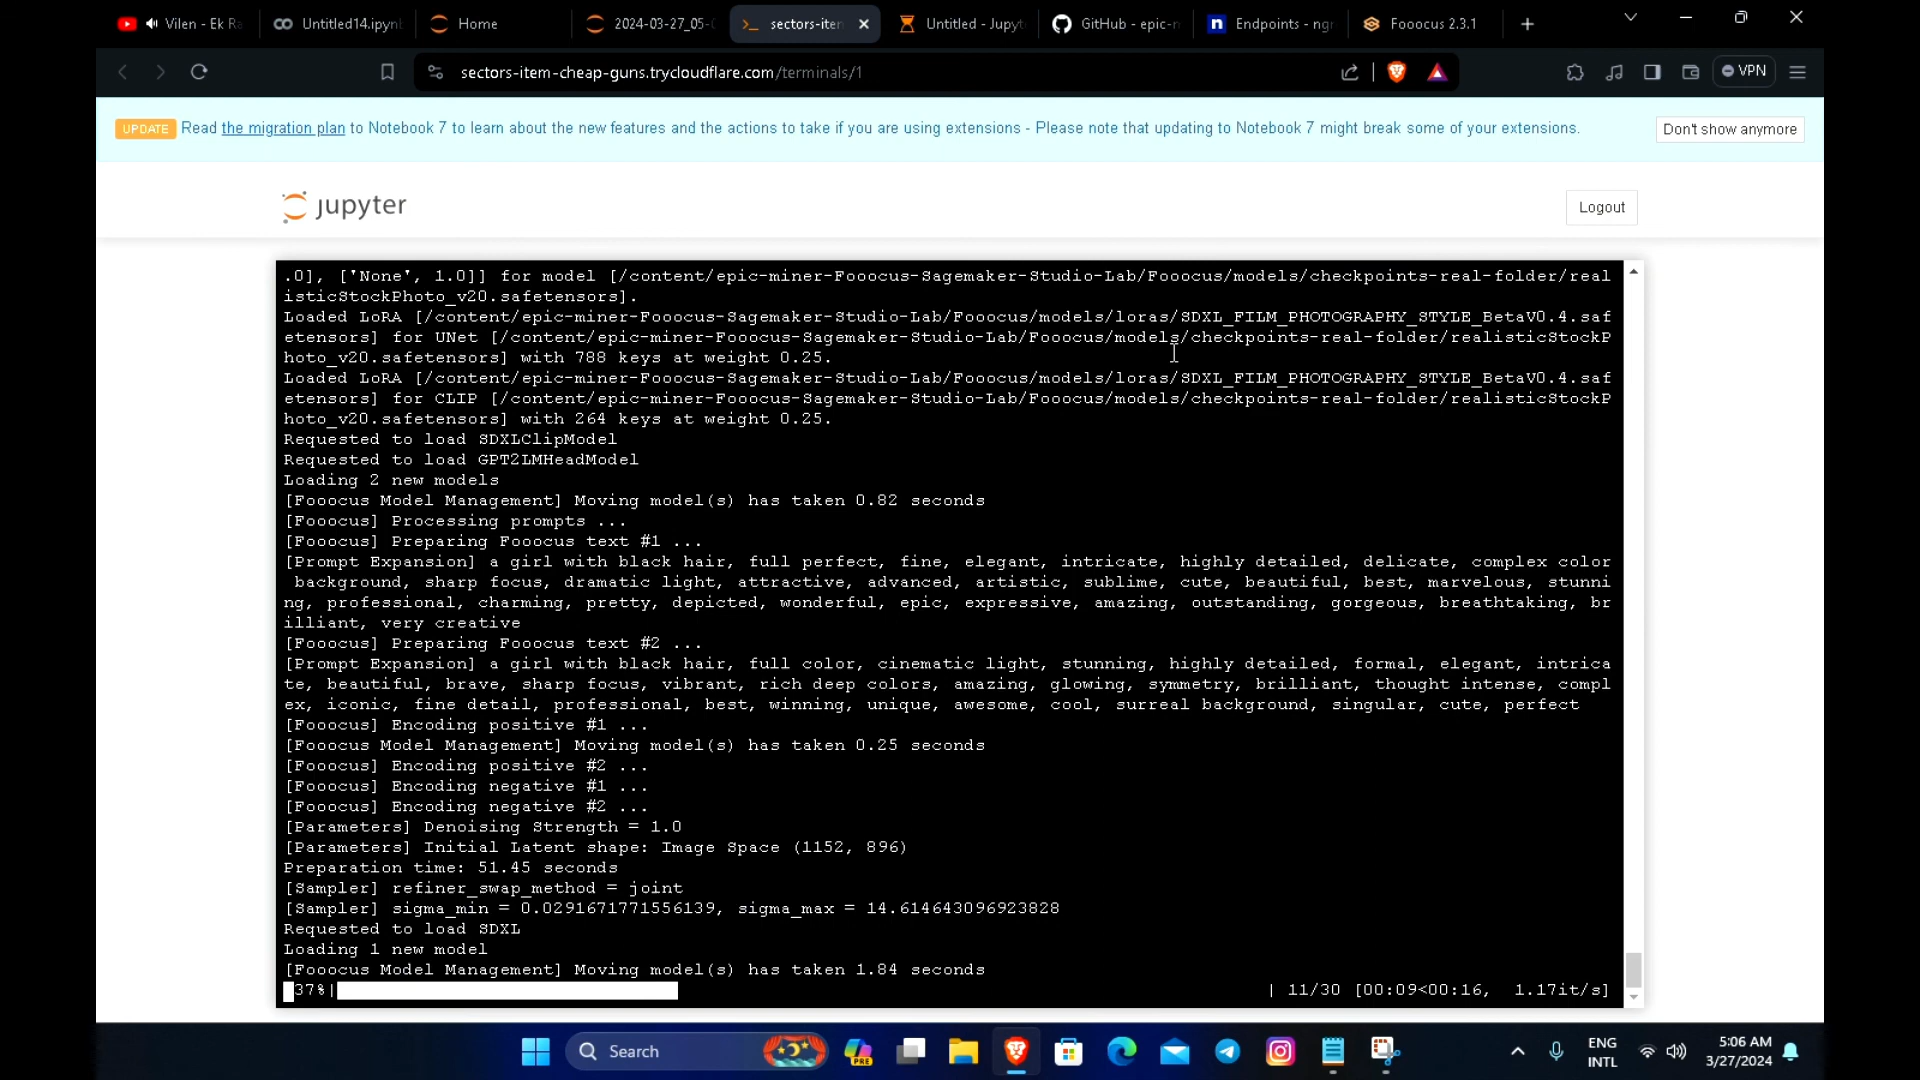 Vilen - Ek Ra
Untitled14.ipyn
Home
2024-03-27_05-
sectors-item
Untitled - Jupyt
GitHub - epic-m
Endpoints - ngr
Fooocus 2.3.1
sectors-item-cheap-guns.trycloudflare.com/terminals/1
VPN
UPDATE Read the migration plan to Notebook 7 to learn about the new features and the actions to take if you are using extensions - Please note that updating to Notebook 7 might break some of your extensions.
Don't show anymore
jupyter
Logout
.0], ['None', 1.0]] for model [/content/epic-miner-Fooocus-Sagemaker-Studio-Lab/Fooocus/models/checkpoints-real-folder/real
isticStockPhoto_v20.safetensors].
Loaded LoRA [/content/epic-miner-Fooocus-Sagemaker-Studio-Lab/Fooocus/models/loras/SDXL_FILM_PHOTOGRAPHY_STYLE_BetaV0.4.saf
etensors] for UNet [/content/epic-miner-Fooocus-Sagemaker-Studio-Lab/Fooocus/models/checkpoints-real-folder/realisticStockP
hoto_v20.safetensors] with 788 keys at weight 0.25.
Loaded LoRA [/content/epic-miner-Fooocus-Sagemaker-Studio-Lab/Fooocus/models/loras/SDXL_FILM_PHOTOGRAPHY_STYLE_BetaV0.4.saf
etensors] for CLIP [/content/epic-miner-Fooocus-Sagemaker-Studio-Lab/Fooocus/models/checkpoints-real-folder/realisticStockP
hoto_v20.safetensors] with 264 keys at weight 0.25.
Requested to load SDXLClipModel
Requested to load GPT2LMHeadModel
Loading 2 new models
[Fooocus Model Management] Moving model(s) has taken 0.82 seconds
[Fooocus] Processing prompts ...
[Fooocus] Preparing Fooocus text #1 ...
[Prompt Expansion] a girl with black hair, full perfect, fine, elegant, intricate, highly detailed, delicate, complex color
background, sharp focus, dramatic light, attractive, advanced, artistic, sublime, cute, beautiful, best, marvelous, stunni
ng, professional, charming, pretty, depicted, wonderful, epic, expressive, amazing, outstanding, gorgeous, breathtaking, br
illiant, very creative
[Fooocus] Preparing Fooocus text #2 ...
[Prompt Expansion] a girl with black hair, full color, cinematic light, stunning, highly detailed, formal, elegant, intrica
te, beautiful, brave, sharp focus, vibrant, rich deep colors, amazing, glowing, symmetry, brilliant, thought intense, compl
ex, iconic, fine detail, professional, best, winning, unique, awesome, cool, surreal background, singular, cute, perfect
[Fooocus] Encoding positive #1 ...
[Fooocus Model Management] Moving model(s) has taken 0.25 seconds
[Fooocus] Encoding positive #2 ...
[Fooocus] Encoding negative #1 ...
[Fooocus] Encoding negative #2 ...
[Parameters] Denoising Strength = 1.0
[Parameters] Initial Latent shape: Image Space (1152, 896)
Preparation time: 51.45 seconds
[Sampler] refiner_swap_method = joint
[Sampler] sigma_min = 0.0291671771556139, sigma_max = 14.614643096923828
Requested to load SDXL
Loading 1 new model
[Fooocus Model Management] Moving model(s) has taken 1.84 seconds
37%| | 11/30 [00:09<00:16, 1.17it/s]
Search
PRE
ENG
INTL
5:06 AM
3/27/2024